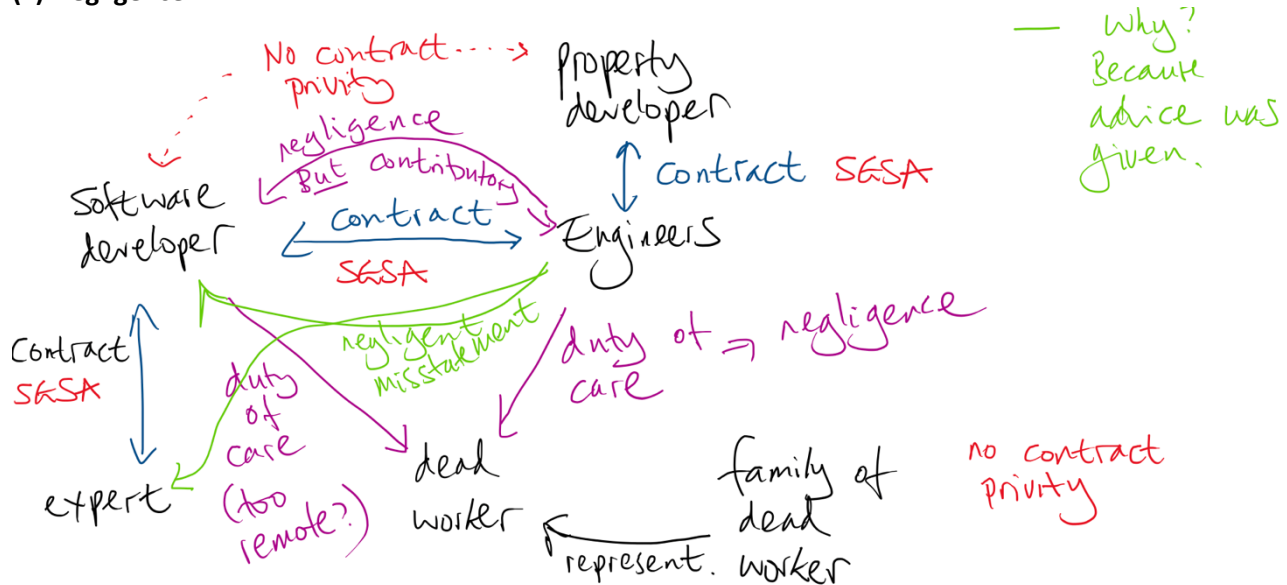 No contract
privity
Property
developer
— Why?
Because
advice was
given.
negligence
But contributory
contract SGSA
Software
developer
contract
SGSA
Engineers
contract
SGSA
negligent
misstatement
duty of → negligence
care
duty
of
care
(too
remote?)
expert
dead
worker
represent.
family of
dead
worker
no contract
privity